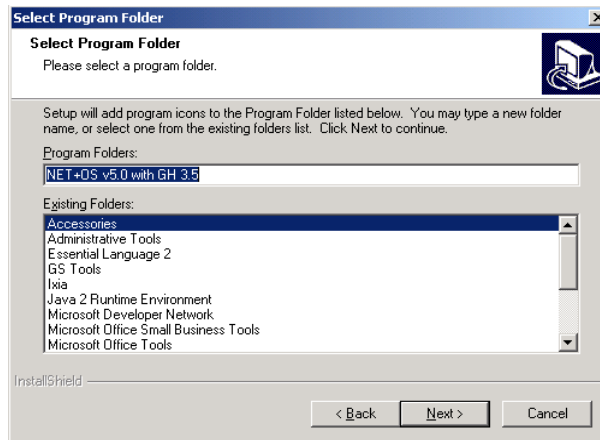 Select Program Folder
Select Program Folder
Please select a program folder.
Setup will add program icons to the Program Folder listed below. You may type a new folder
name, or select one from the existing folders list. Click Next to continue.
Program Folders:
NET+OS v5.0 with GH 3.5
Existing Folders:
Accessories
Administrative Tools
Essential Language 2
GS Tools
Ixia
Java 2 Runtime Environment
Microsoft Developer Network
Microsoft Office Small Business Tools
Microsoft Office Tools
InstallShield
< Back
Next >
Cancel